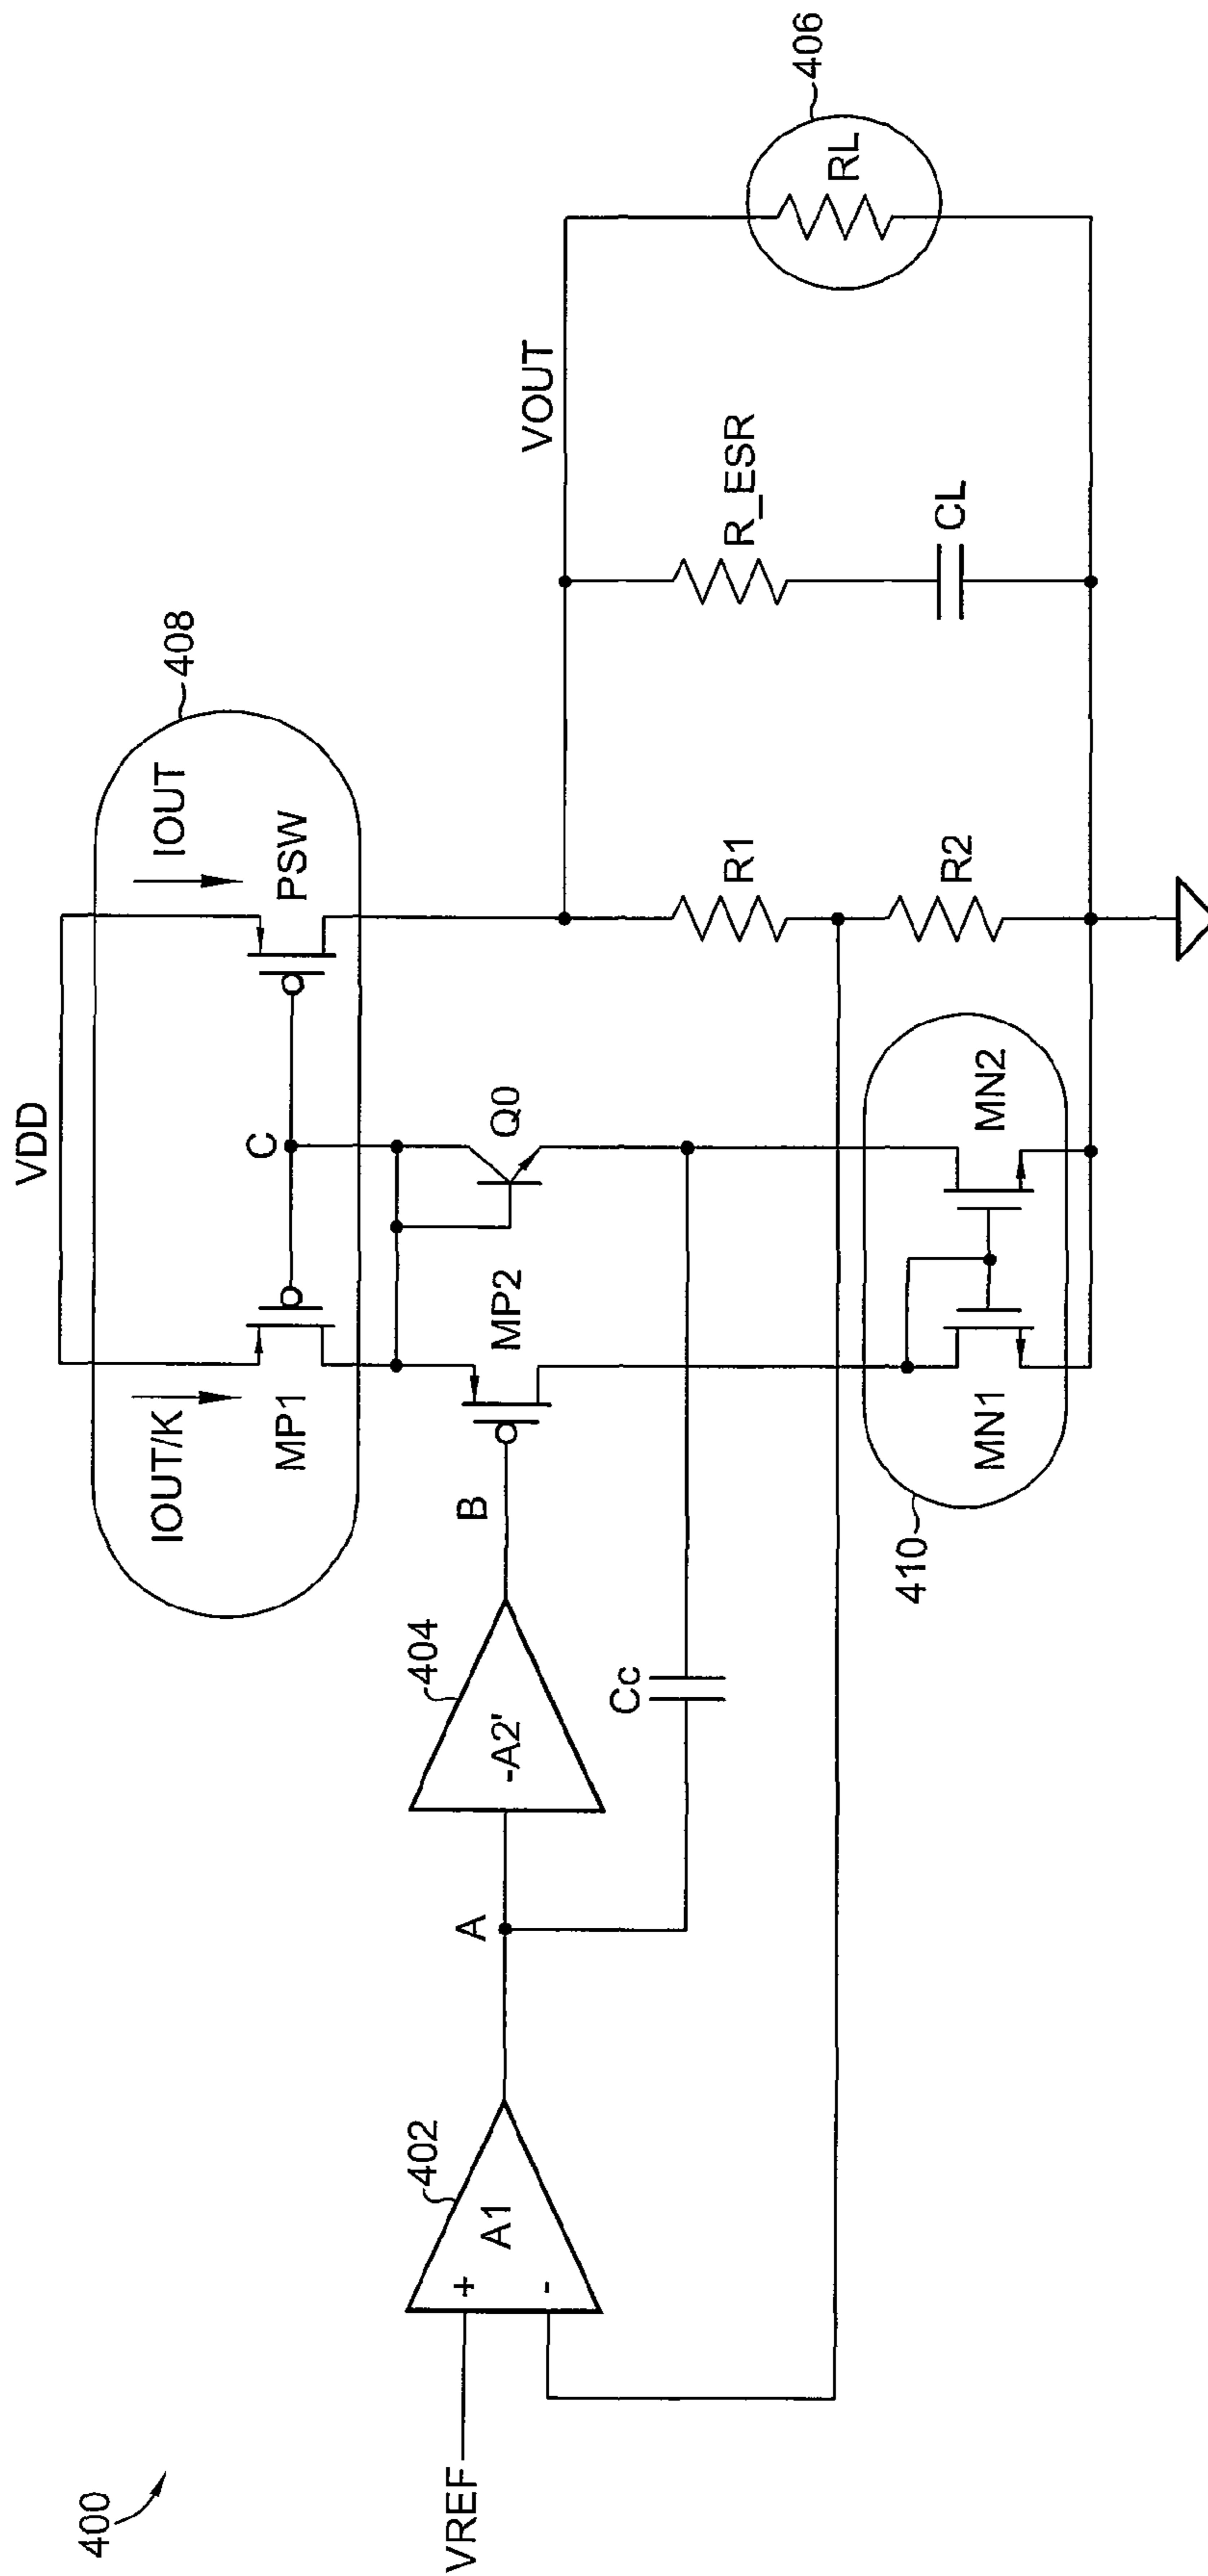 400
VREF
402
A1
+
-
A
404
-A2'
B
Cc
VDD
408
IOUT/K
MP1
C
IOUT
PSW
MP2
Q0
410
MN1
MN2
R1
R2
VOUT
R_ESR
CL
RL
406